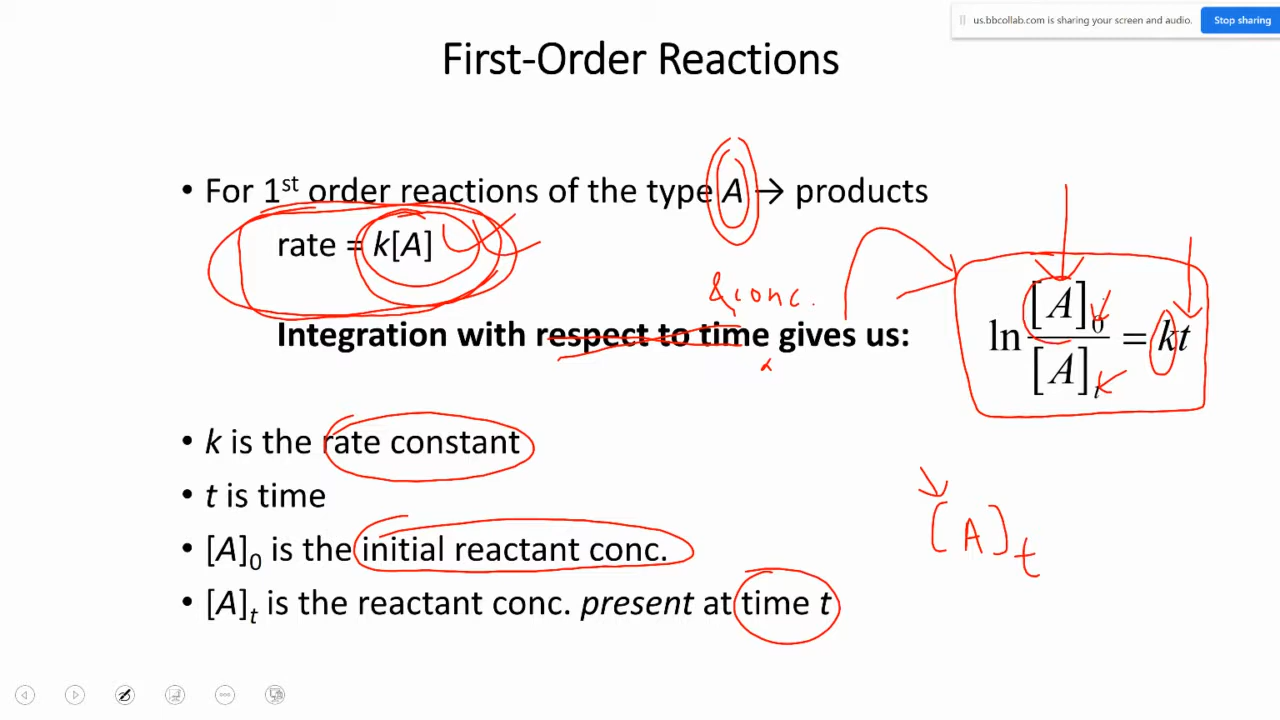 us.bbcollab.com is sharing your screen and audio. Stop sharing
First-Order Reactions
• For 1st order reactions of the type A → products
rate = k[A]
& conc.
Integration with respect to time gives us:
ln [A]0 / [A]t = kt
• k is the rate constant
• t is time
• [A]0 is the initial reactant conc.
[A]t
• [A]t is the reactant conc. present at time t